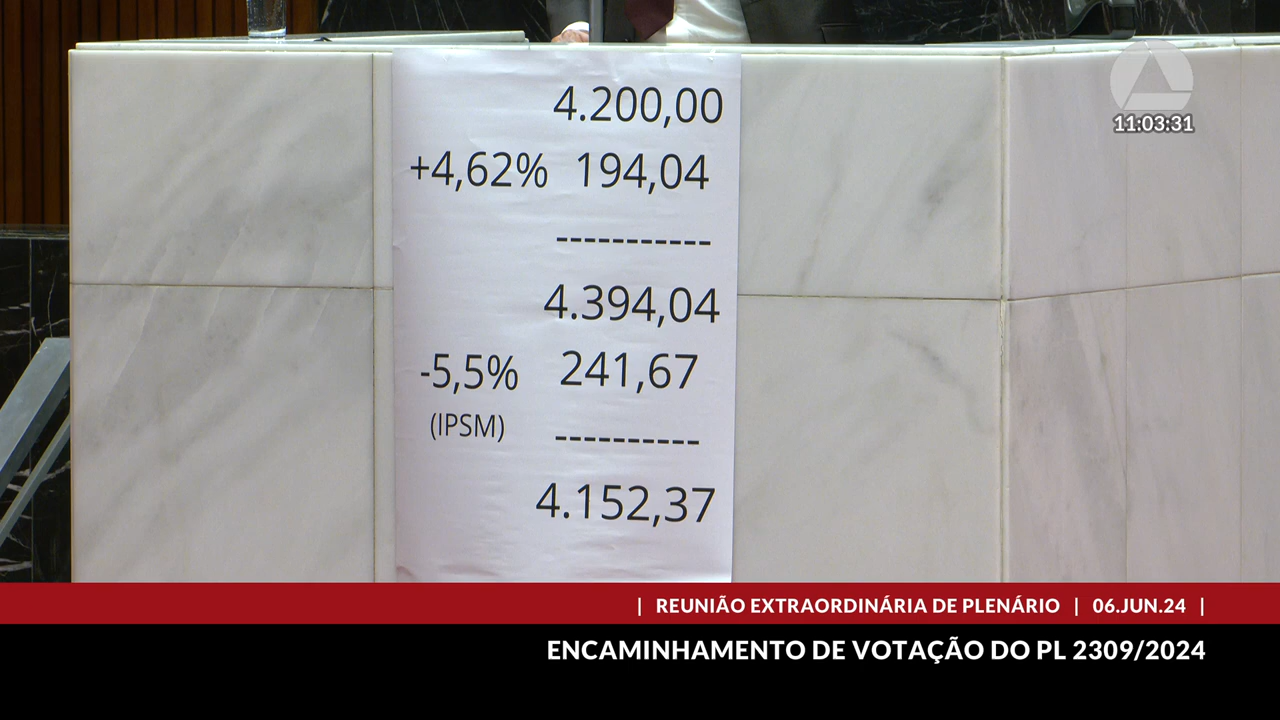 4.200,00
+4,62% 194,04
-----------
4.394,04
-5,5% 241,67
(IPSM) ----------
4.152,37
11:03:31
| REUNIÃO EXTRAORDINÁRIA DE PLENÁRIO | 06.JUN.24 |
ENCAMINHAMENTO DE VOTAÇÃO DO PL 2309/2024